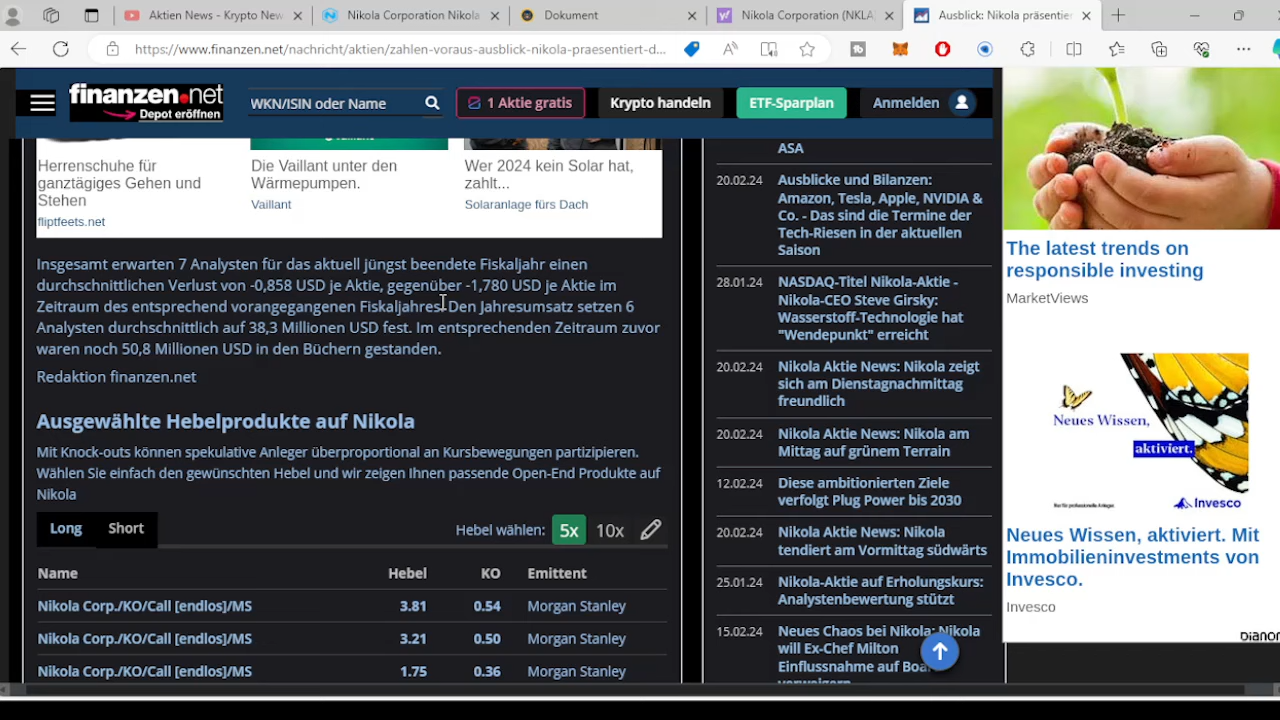 Aktien News - Krypto New
Nikola Corporation Nikola
Dokument
Nikola Corporation (NKLA
Ausblick: Nikola präsentier
https://www.finanzen.net/nachricht/aktien/zahlen-voraus-ausblick-nikola-praesentiert-d...
finanzen.net
Depot eröffnen
WKN/ISIN oder Name
1 Aktie gratis
Krypto handeln
ETF-Sparplan
Anmelden
Herrenschuhe für
ganztägiges Gehen und
Stehen
fliptfeets.net
Die Vaillant unter den
Wärmepumpen.
Vaillant
Wer 2024 kein Solar hat,
zahlt...
Solaranlage fürs Dach
Insgesamt erwarten 7 Analysten für das aktuell jüngst beendete Fiskaljahr einen
durchschnittlichen Verlust von -0,858 USD je Aktie, gegenüber -1,780 USD je Aktie im
Zeitraum des entsprechend vorangegangenen Fiskaljahres. Den Jahresumsatz setzen 6
Analysten durchschnittlich auf 38,3 Millionen USD fest. Im entsprechenden Zeitraum zuvor
waren noch 50,8 Millionen USD in den Büchern gestanden.
Redaktion finanzen.net
Ausgewählte Hebelprodukte auf Nikola
Mit Knock-outs können spekulative Anleger überproportional an Kursbewegungen partizipieren.
Wählen Sie einfach den gewünschten Hebel und wir zeigen Ihnen passende Open-End Produkte auf
Nikola
Long Short
Hebel wählen: 5x 10x
Name Hebel KO Emittent
Nikola Corp./KO/Call [endlos]/MS 3.81 0.54 Morgan Stanley
Nikola Corp./KO/Call [endlos]/MS 3.21 0.50 Morgan Stanley
Nikola Corp./KO/Call [endlos]/MS 1.75 0.36 Morgan Stanley
ASA
20.02.24 Ausblicke und Bilanzen:
Amazon, Tesla, Apple, NVIDIA &
Co. - Das sind die Termine der
Tech-Riesen in der aktuellen
Saison
28.01.24 NASDAQ-Titel Nikola-Aktie -
Nikola-CEO Steve Girsky:
Wasserstoff-Technologie hat
"Wendepunkt" erreicht
20.02.24 Nikola Aktie News: Nikola zeigt
sich am Dienstagnachmittag
freundlich
20.02.24 Nikola Aktie News: Nikola am
Mittag auf grünem Terrain
12.02.24 Diese ambitionierten Ziele
verfolgt Plug Power bis 2030
20.02.24 Nikola Aktie News: Nikola
tendiert am Vormittag südwärts
25.01.24 Nikola-Aktie auf Erholungskurs:
Analystenbewertung stützt
15.02.24 Neues Chaos bei Nikola: Nikola
will Ex-Chef Milton
Einflussnahme auf Boa
verweigern
The latest trends on
responsible investing
MarketViews
Neues Wissen,
aktiviert.
Invesco
Neues Wissen, aktiviert. Mit
Immobilieninvestments von
Invesco.
Invesco